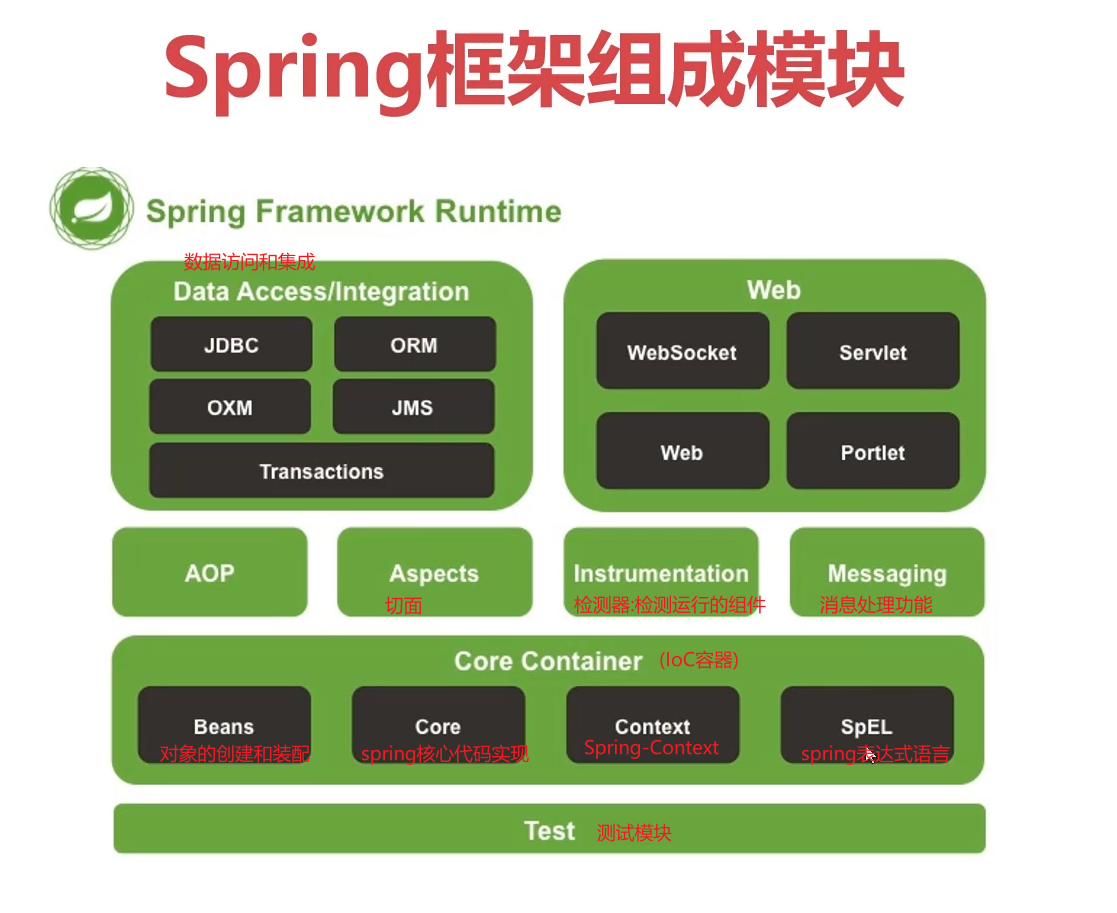 Spring框架组成模块
Spring Framework Runtime
数据访问和集成
Data Access/Integration
JDBC
ORM
OXM
JMS
Transactions
Web
WebSocket
Servlet
Web
Portlet
AOP
Aspects
切面
Instrumentation
检测器:检测运行的组件
Messaging
消息处理功能
Core Container (IoC容器)
Beans
对象的创建和装配
Core
spring核心代码实现
Context
Spring-Context
SpEL
spring表达式语言
Test 测试模块